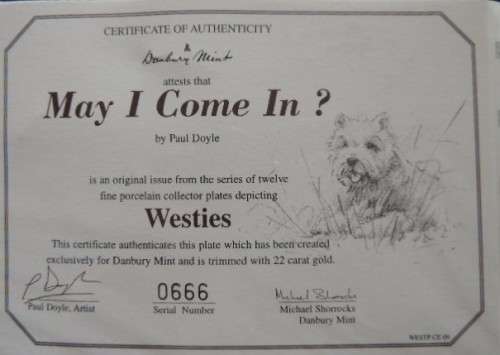 CERTIFICATE OF AUTHENTICITY
Danbury Mint
attests that
May I Come In ?
by Paul Doyle
is an original issue from the series of twelve
fine porcelain collector plates depicting
Westies
This certificate authenticates this plate which has been created
exclusively for Danbury Mint and is trimmed with 22 carat gold.
P Doyle
Paul Doyle, Artist
0666
Serial Number
Michael Shorrocks
Michael Shorrocks
Danbury Mint